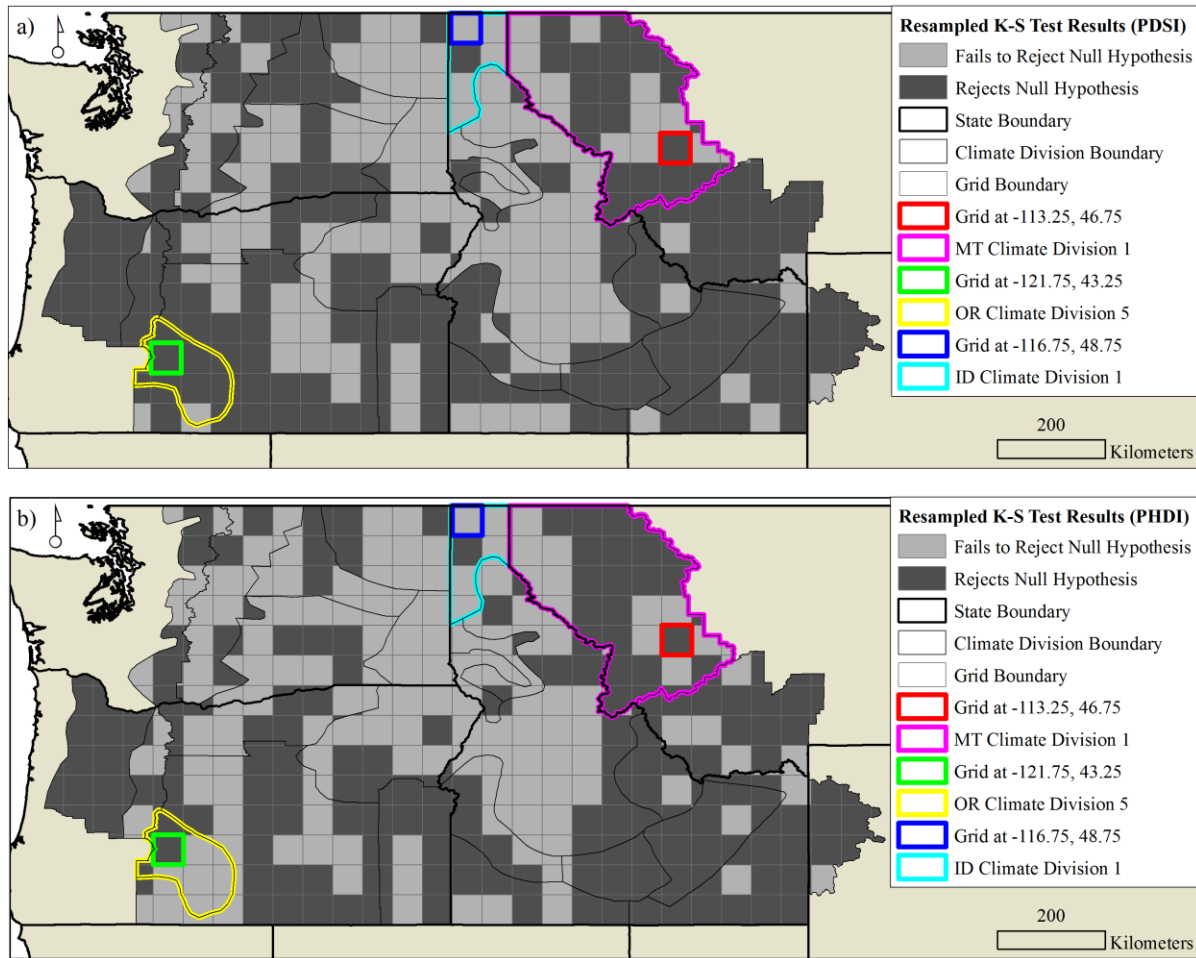 a)
Resampled K-S Test Results (PDSI)
Fails to Reject Null Hypothesis
Rejects Null Hypothesis
State Boundary
Climate Division Boundary
Grid Boundary
Grid at -113.25, 46.75
MT Climate Division 1
Grid at -121.75, 43.25
OR Climate Division 5
Grid at -116.75, 48.75
ID Climate Division 1
200
Kilometers
b)
Resampled K-S Test Results (PHDI)
Fails to Reject Null Hypothesis
Rejects Null Hypothesis
State Boundary
Climate Division Boundary
Grid Boundary
Grid at -113.25, 46.75
MT Climate Division 1
Grid at -121.75, 43.25
OR Climate Division 5
Grid at -116.75, 48.75
ID Climate Division 1
200
Kilometers